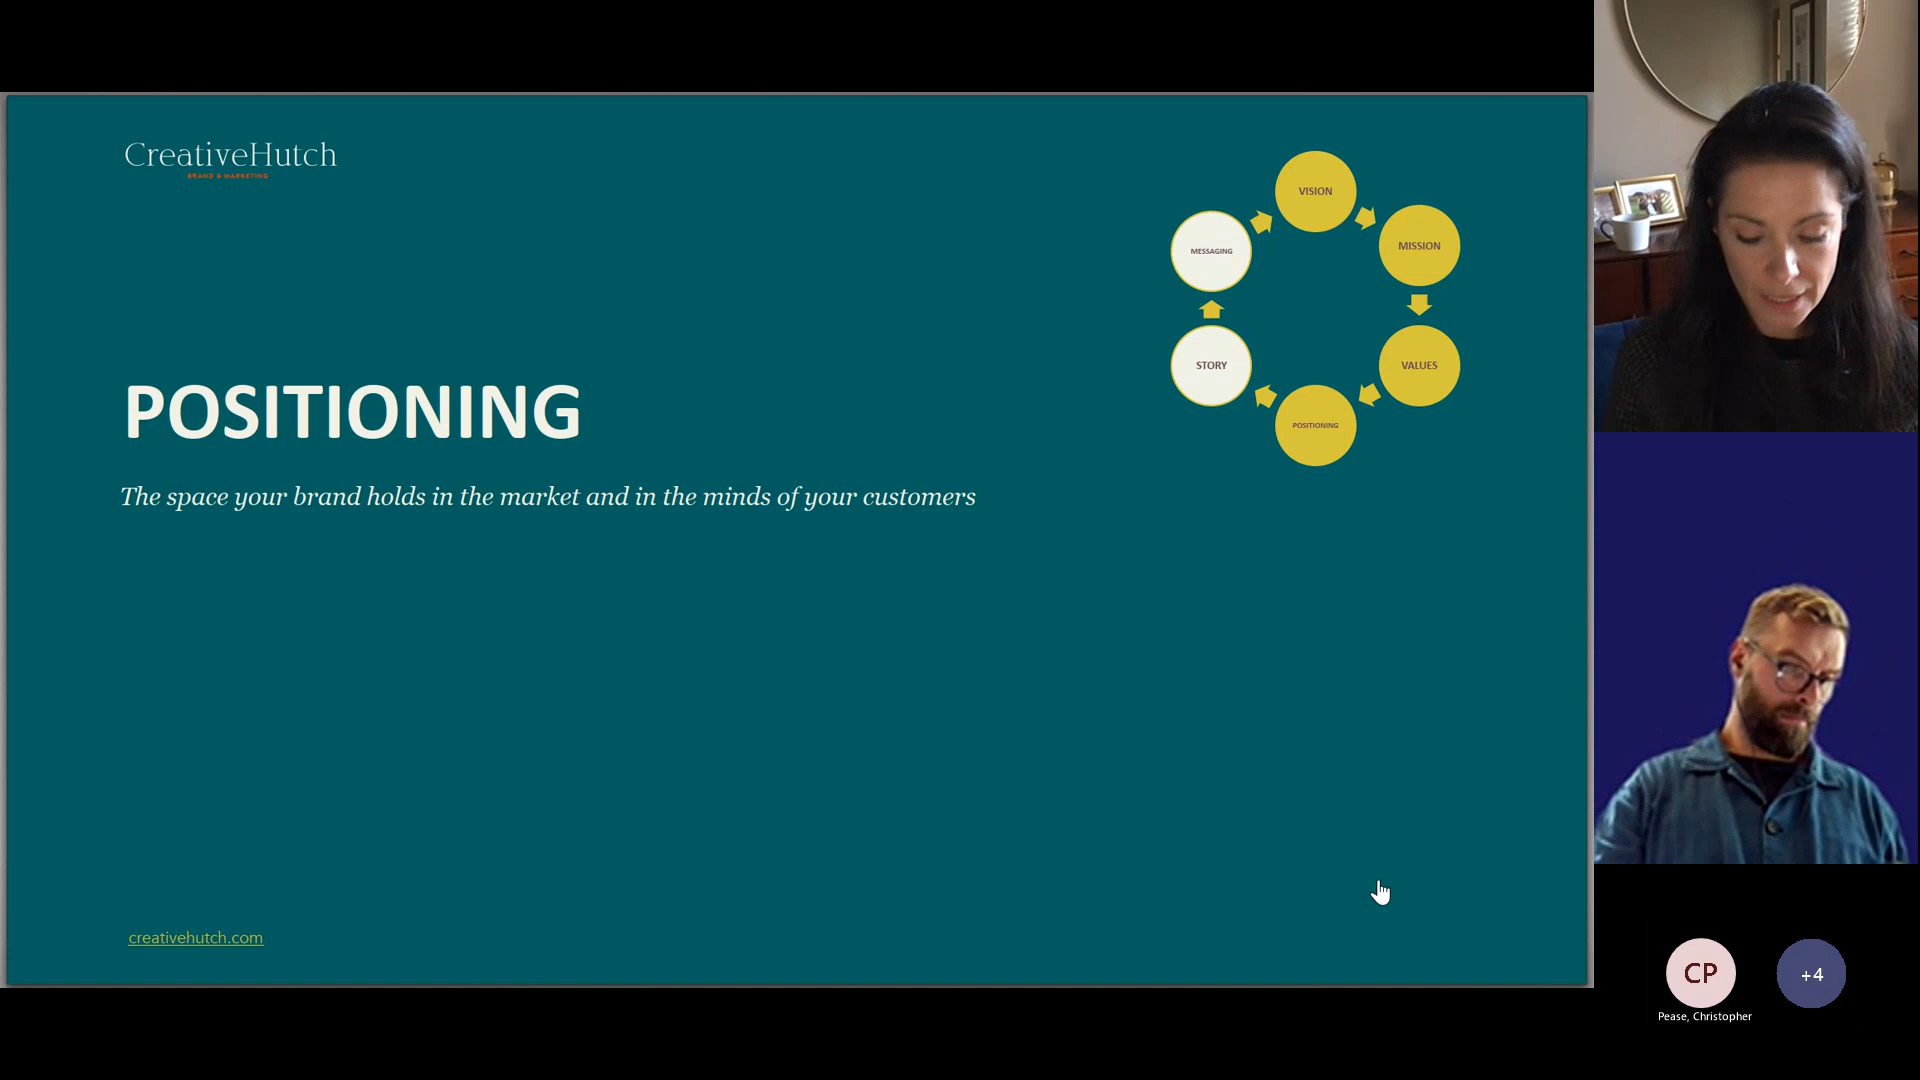 CreativeHutch
BRAND & MARKETING
VISION
MESSAGING
MISSION
STORY
VALUES
POSITIONING
POSITIONING
The space your brand holds in the market and in the minds of your customers
creativehutch.com
CP
+4
Pease, Christopher